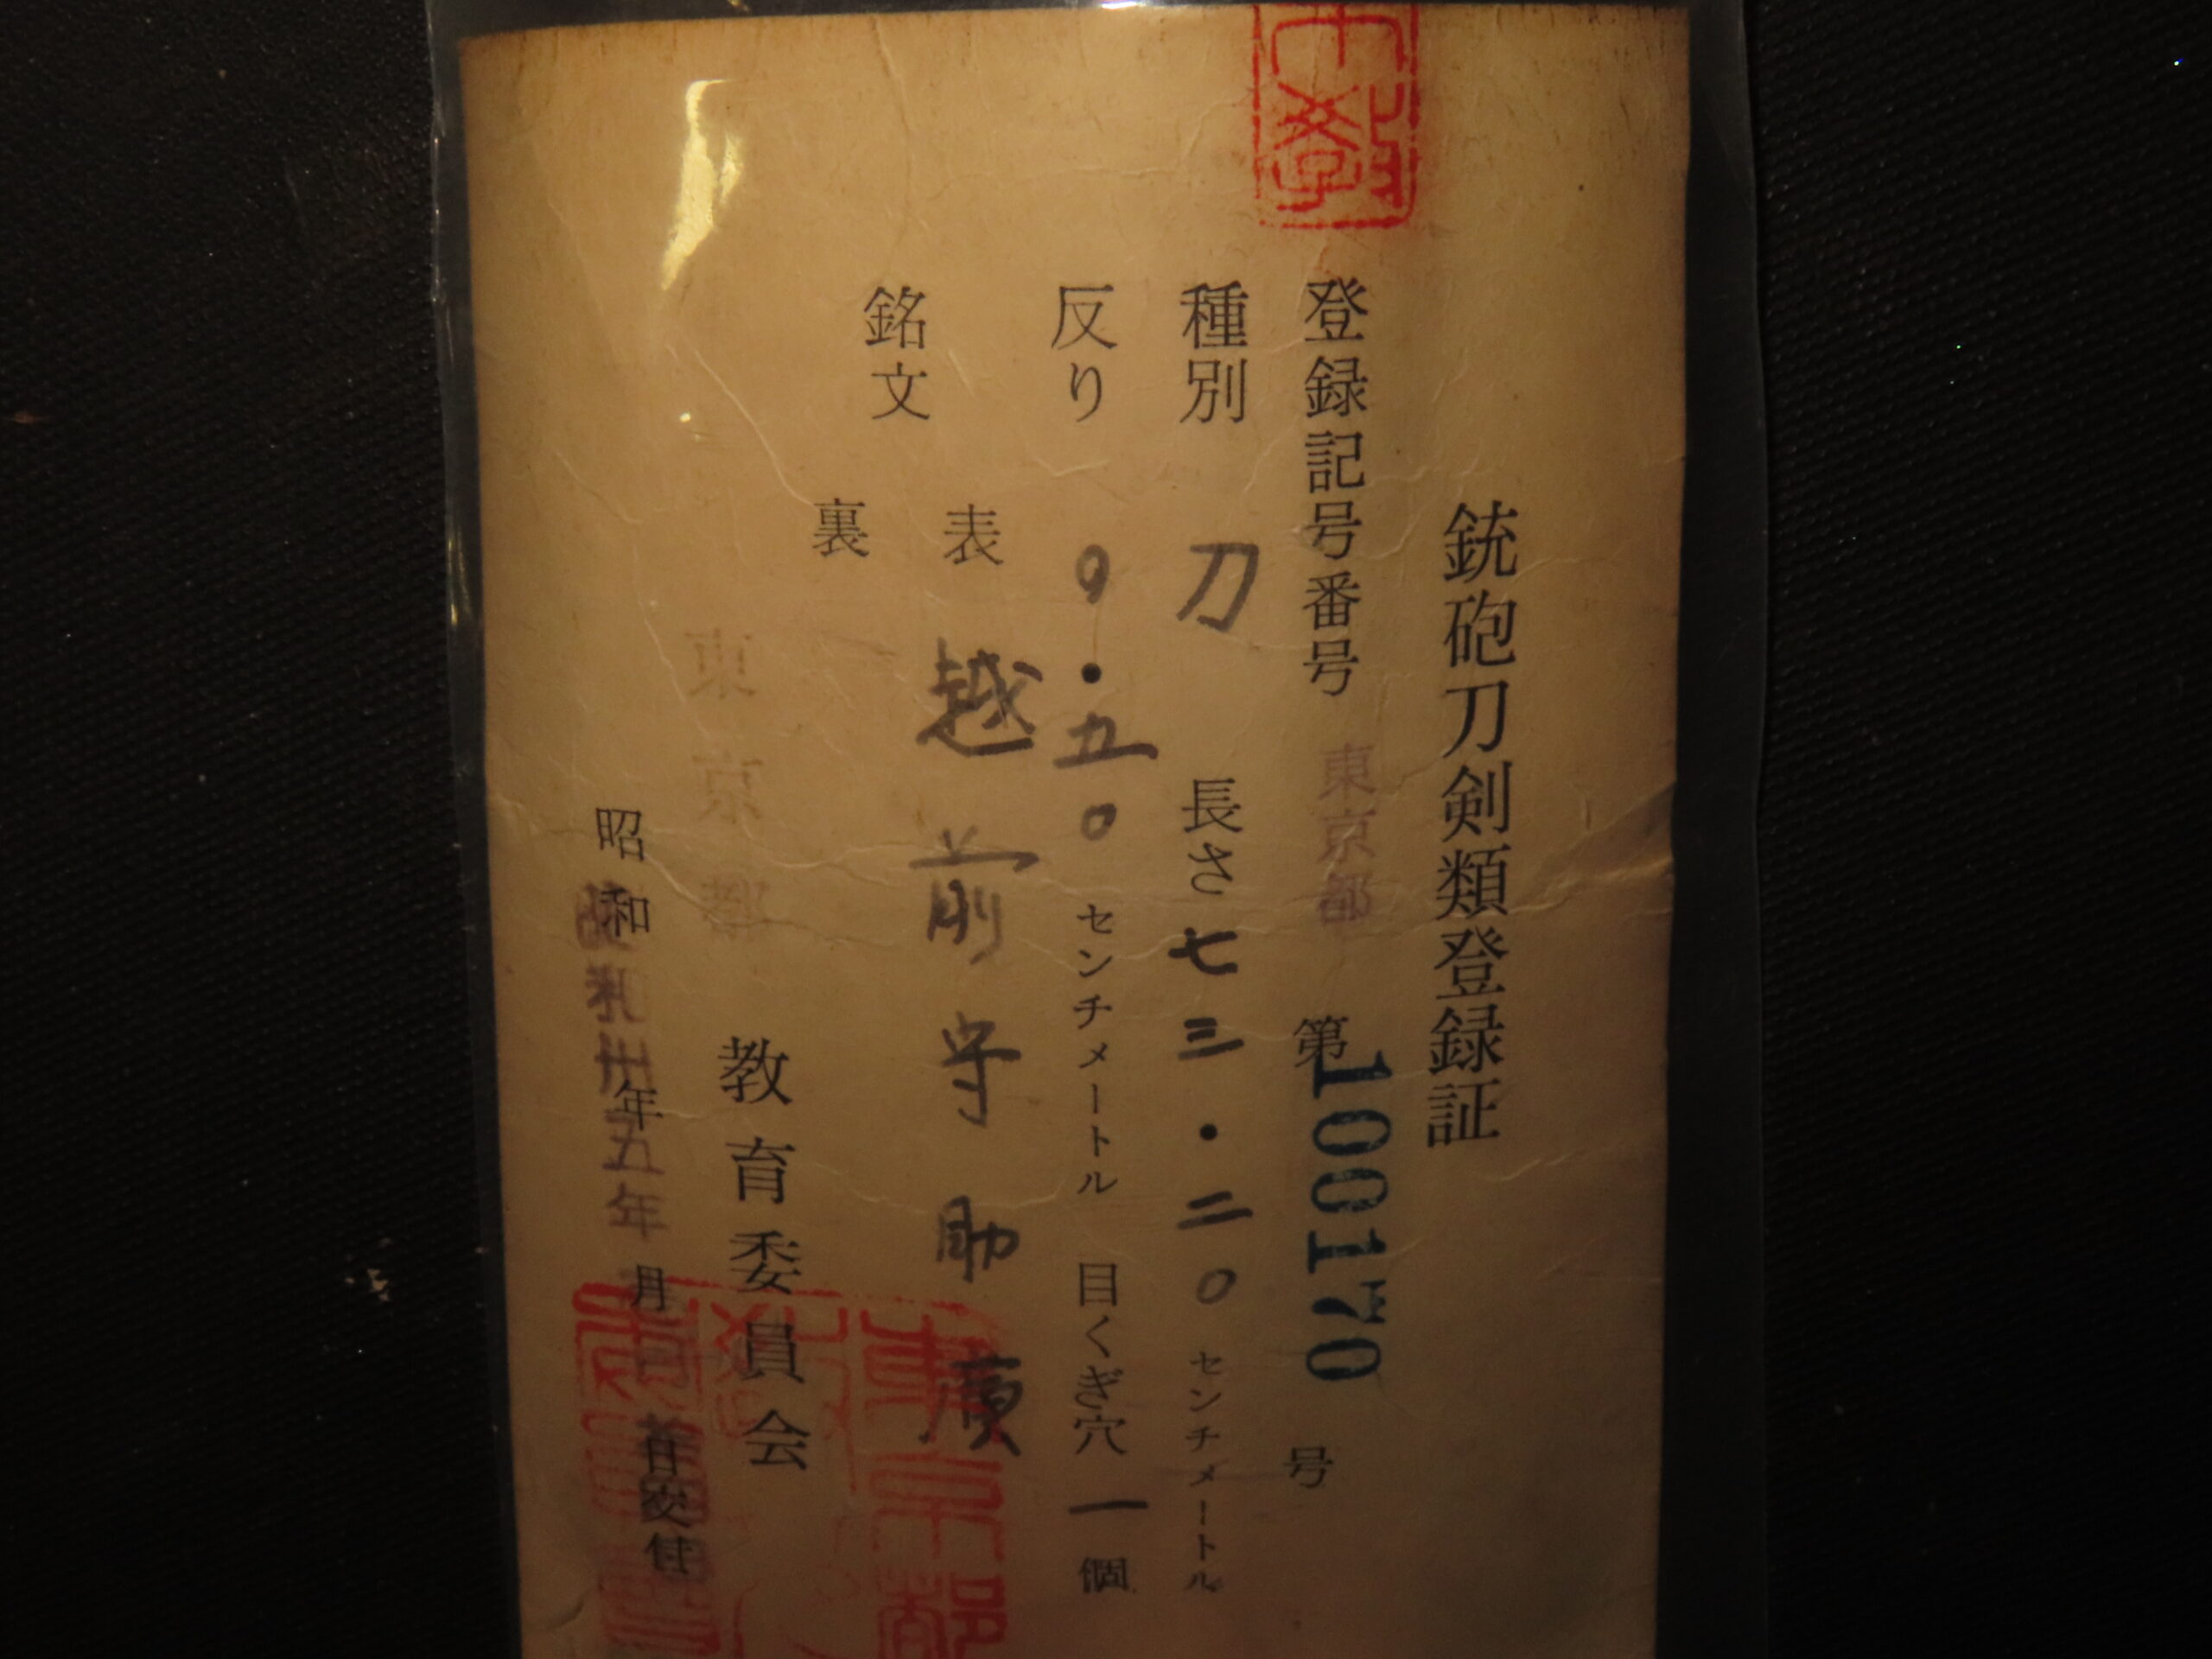 銃砲刀剣類登録証
登録記号番号 東京都 第100170号
種別 刀 長さ 七三・二〇 センチメートル
反り 〇・五〇 センチメートル 目くぎ穴 一 個
銘文
表 越前守助廣
裏
東京都 教育委員会
昭和 年 月 日交付
卅五年